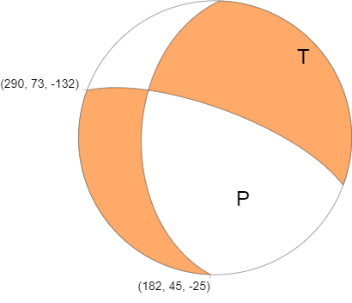 T
(290, 73, -132)
P
(182, 45, -25)